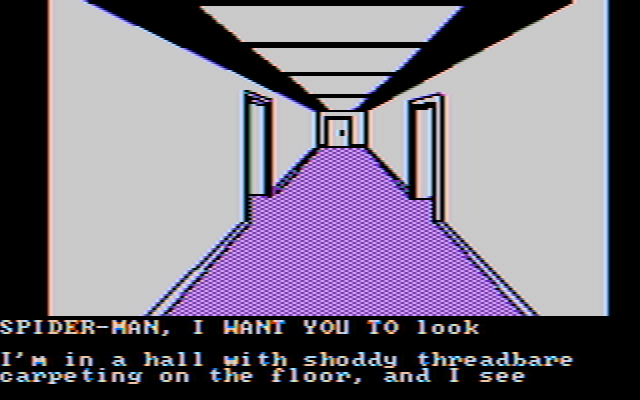 SPIDER-MAN, I WANT YOU TO look
I'm in a hall with shoddy threadbare
carpeting on the floor, and I see